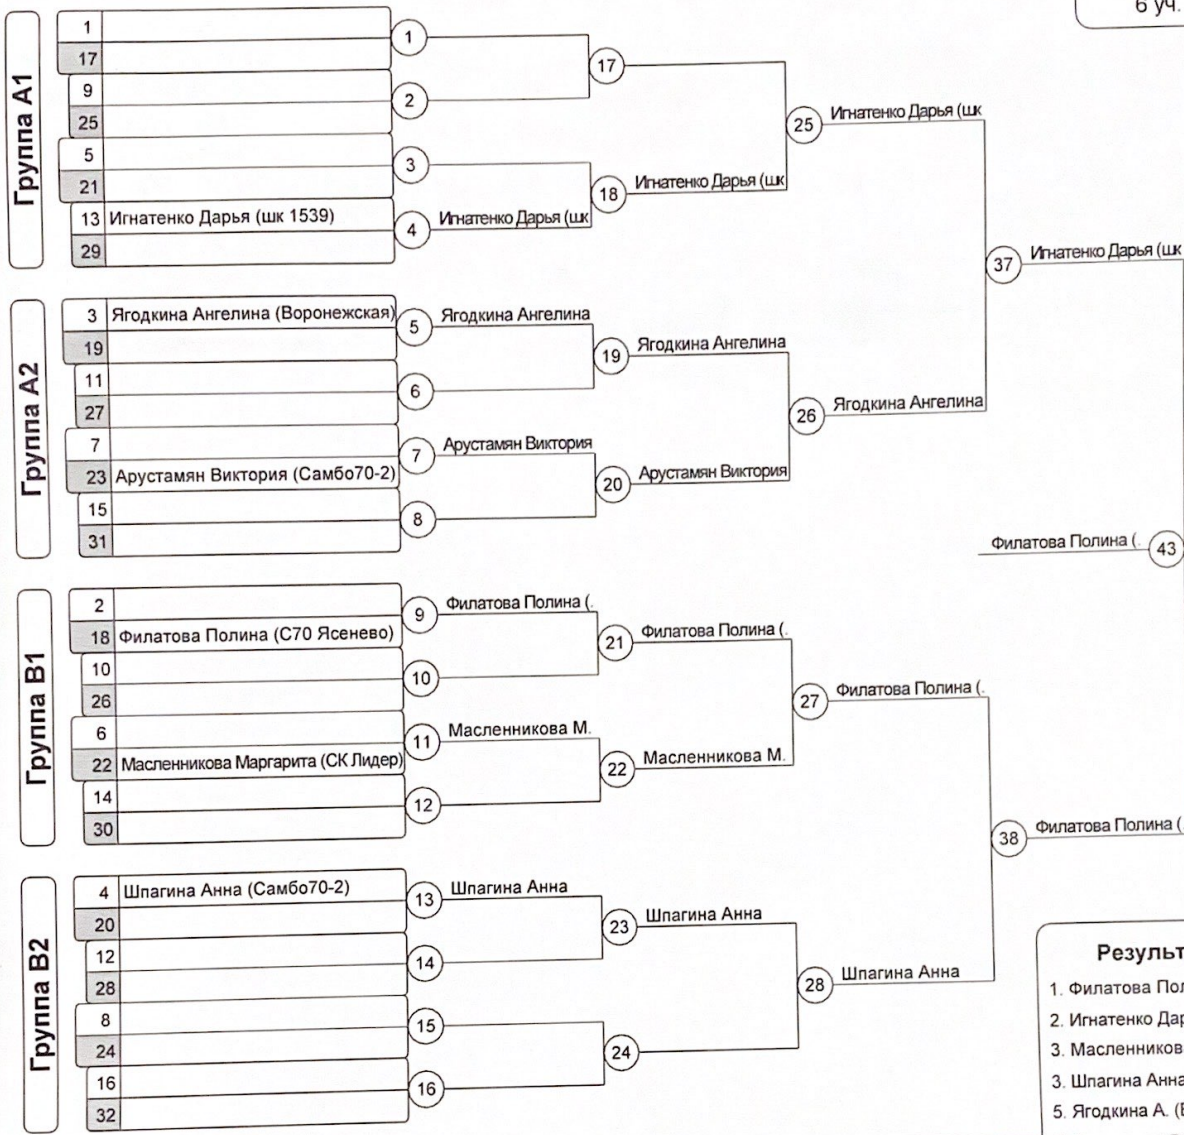 6 уч.
Группа A1
1
17
9
25
5
21
13 Игнатенко Дарья (шк 1539)
29
1
2
3
4 Игнатенко Дарья (шк
17
18 Игнатенко Дарья (шк
25 Игнатенко Дарья (шк
Группа A2
3 Ягодкина Ангелина (Воронежская)
19
11
27
7
23 Арустамян Виктория (Самбо70-2)
15
31
5 Ягодкина Ангелина
6
7 Арустамян Виктория
8
19 Ягодкина Ангелина
20 Арустамян Виктория
26 Ягодкина Ангелина
37 Игнатенко Дарья (шк
Филатова Полина (. 43
Группа B1
2
18 Филатова Полина (С70 Ясенево)
10
26
6
22 Масленникова Маргарита (СК Лидер)
14
30
9 Филатова Полина (.
10
11 Масленникова М.
12
21 Филатова Полина (.
22 Масленникова М.
27 Филатова Полина (.
Группа B2
4 Шпагина Анна (Самбо70-2)
20
12
28
8
24
16
32
13 Шпагина Анна
14
15
16
23 Шпагина Анна
24
28 Шпагина Анна
38 Филатова Полина (.
Результ
1. Филатова Пол
2. Игнатенко Дар
3. Масленников
3. Шпагина Анна
5. Ягодкина А. (